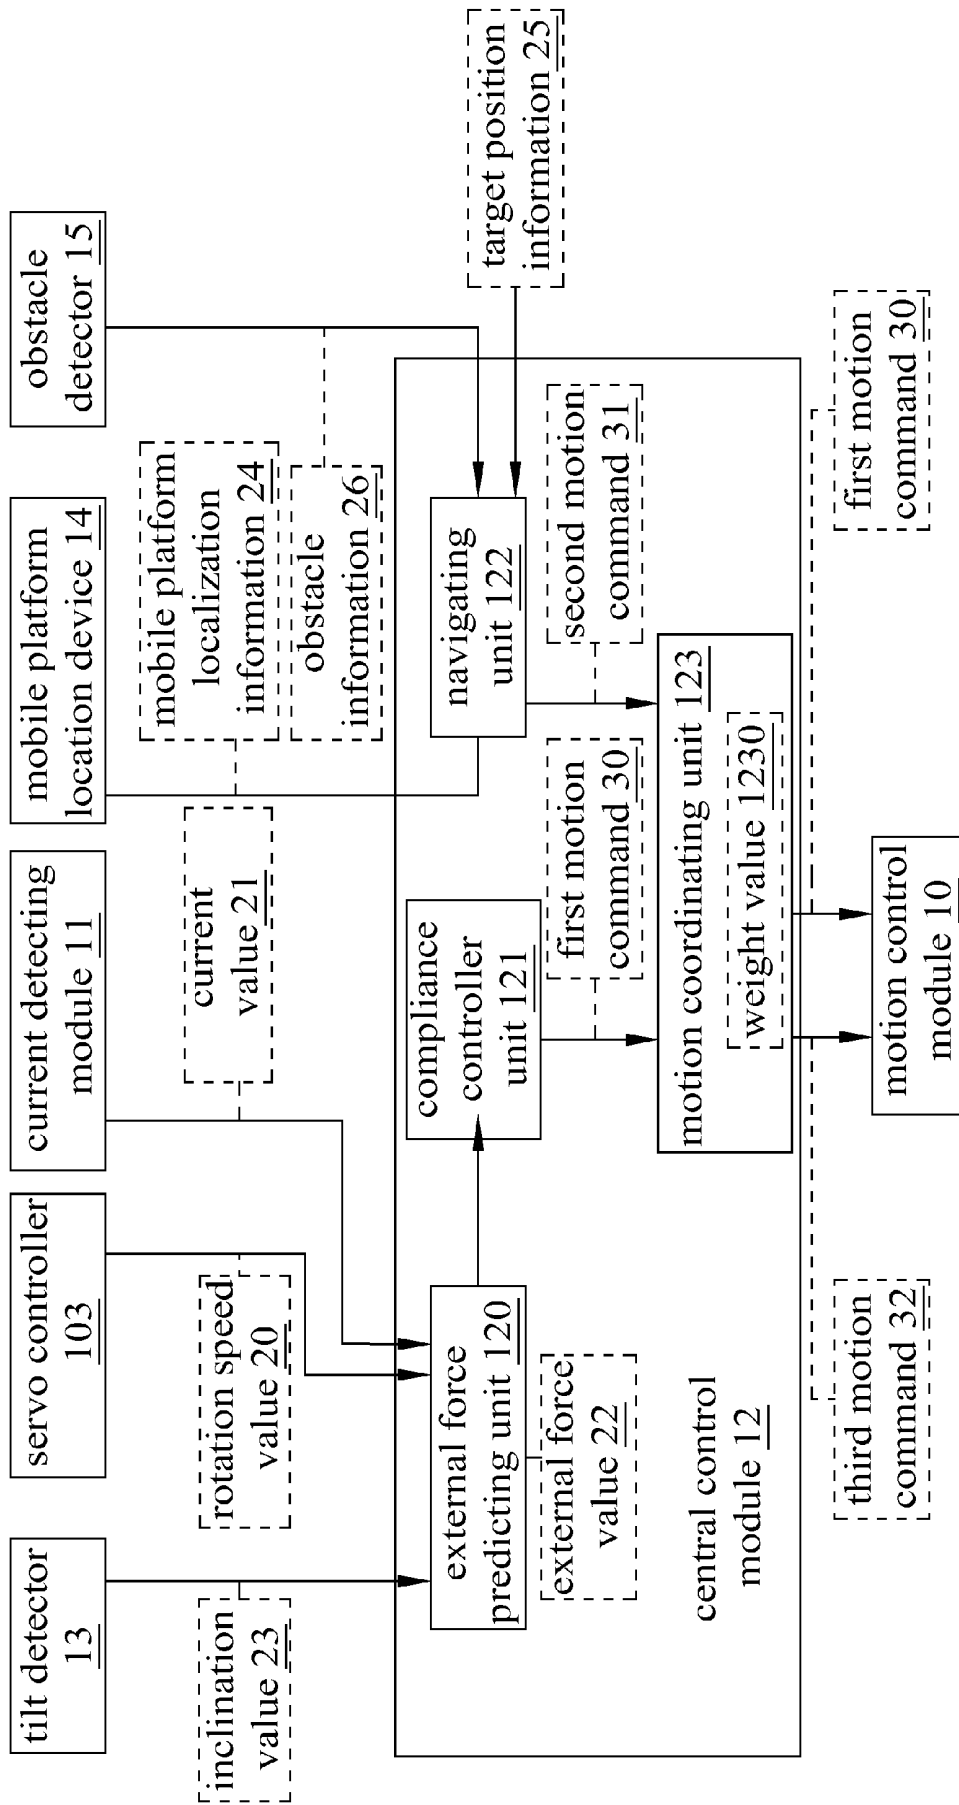 tilt detector
13
servo controller
103
current detecting
module 11
mobile platform
location device 14
obstacle
detector 15
inclination
value 23
rotation speed
value 20
current
value 21
mobile platform
localization
information 24
obstacle
information 26
target position
information 25
external force
predicting unit 120
external force
value 22
compliance
controller
unit 121
navigating
unit 122
first motion
command 30
second motion
command 31
central control
module 12
motion coordinating unit 123
weight value 1230
third motion
command 32
first motion
command 30
motion control
module 10